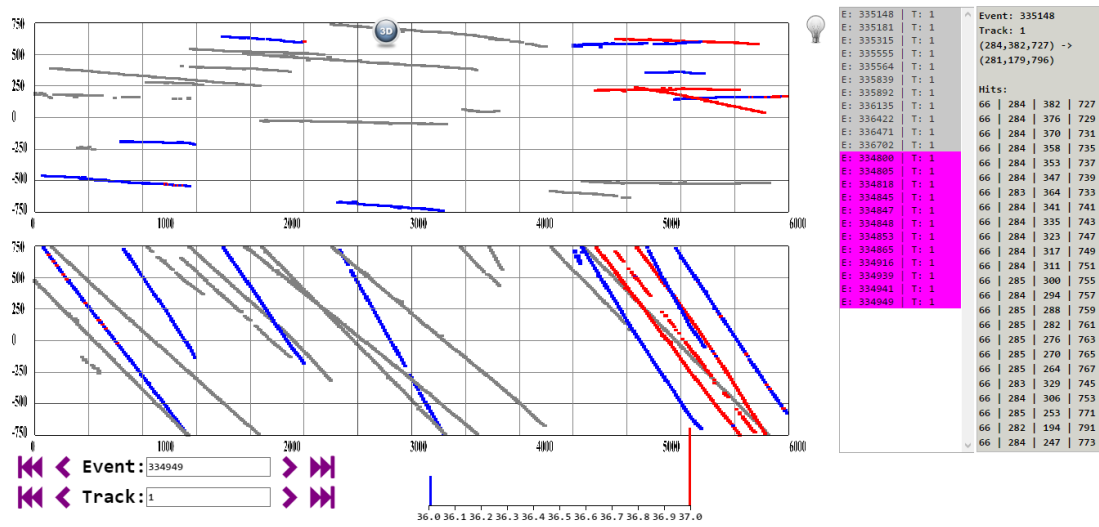 750
500
250
0
-250
-500
-750
0 1000 2000 3000 4000 5000 6000
3D
750
500
250
0
-250
-500
-750
0 1000 2000 3000 4000 5000 6000
Event: 334949
Track: 1
36.0 36.1 36.2 36.3 36.4 36.5 36.6 36.7 36.8 36.9 37.0
E: 335148 | T: 1
E: 335181 | T: 1
E: 335315 | T: 1
E: 335555 | T: 1
E: 335564 | T: 1
E: 335839 | T: 1
E: 335892 | T: 1
E: 336135 | T: 1
E: 336422 | T: 1
E: 336471 | T: 1
E: 336702 | T: 1
E: 334800 | T: 1
E: 334805 | T: 1
E: 334818 | T: 1
E: 334845 | T: 1
E: 334847 | T: 1
E: 334848 | T: 1
E: 334853 | T: 1
E: 334865 | T: 1
E: 334916 | T: 1
E: 334939 | T: 1
E: 334941 | T: 1
E: 334949 | T: 1
Event: 335148
Track: 1
(284,382,727) ->
(281,179,796)
Hits:
66 | 284 | 382 | 727
66 | 284 | 376 | 729
66 | 284 | 370 | 731
66 | 284 | 358 | 735
66 | 284 | 353 | 737
66 | 284 | 347 | 739
66 | 283 | 364 | 733
66 | 284 | 341 | 741
66 | 284 | 335 | 743
66 | 284 | 323 | 747
66 | 284 | 317 | 749
66 | 284 | 311 | 751
66 | 285 | 300 | 755
66 | 284 | 294 | 757
66 | 285 | 288 | 759
66 | 285 | 282 | 761
66 | 285 | 276 | 763
66 | 285 | 270 | 765
66 | 285 | 264 | 767
66 | 283 | 329 | 745
66 | 284 | 306 | 753
66 | 285 | 253 | 771
66 | 282 | 194 | 791
66 | 284 | 247 | 773